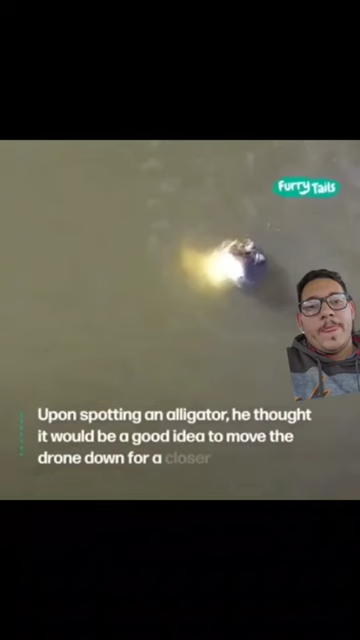 Furry Tails
Upon spotting an alligator, he thought
it would be a good idea to move the
drone down for a closer